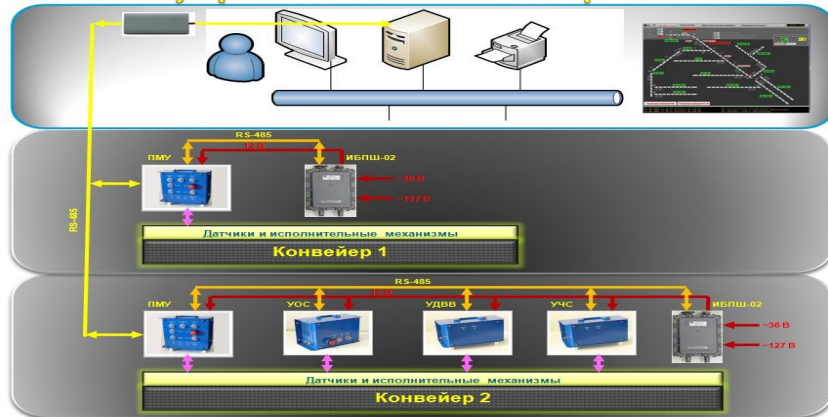 RS-485
12 В
ПМУ
ИБПШ-02
~36 В
~127 В
RS-485
Датчики и исполнительные механизмы
Конвейер 1
RS-485
12 В
ПМУ
УОС
УДВВ
УЧС
ИБПШ-02
~36 В
~127 В
Датчики и исполнительные механизмы
Конвейер 2